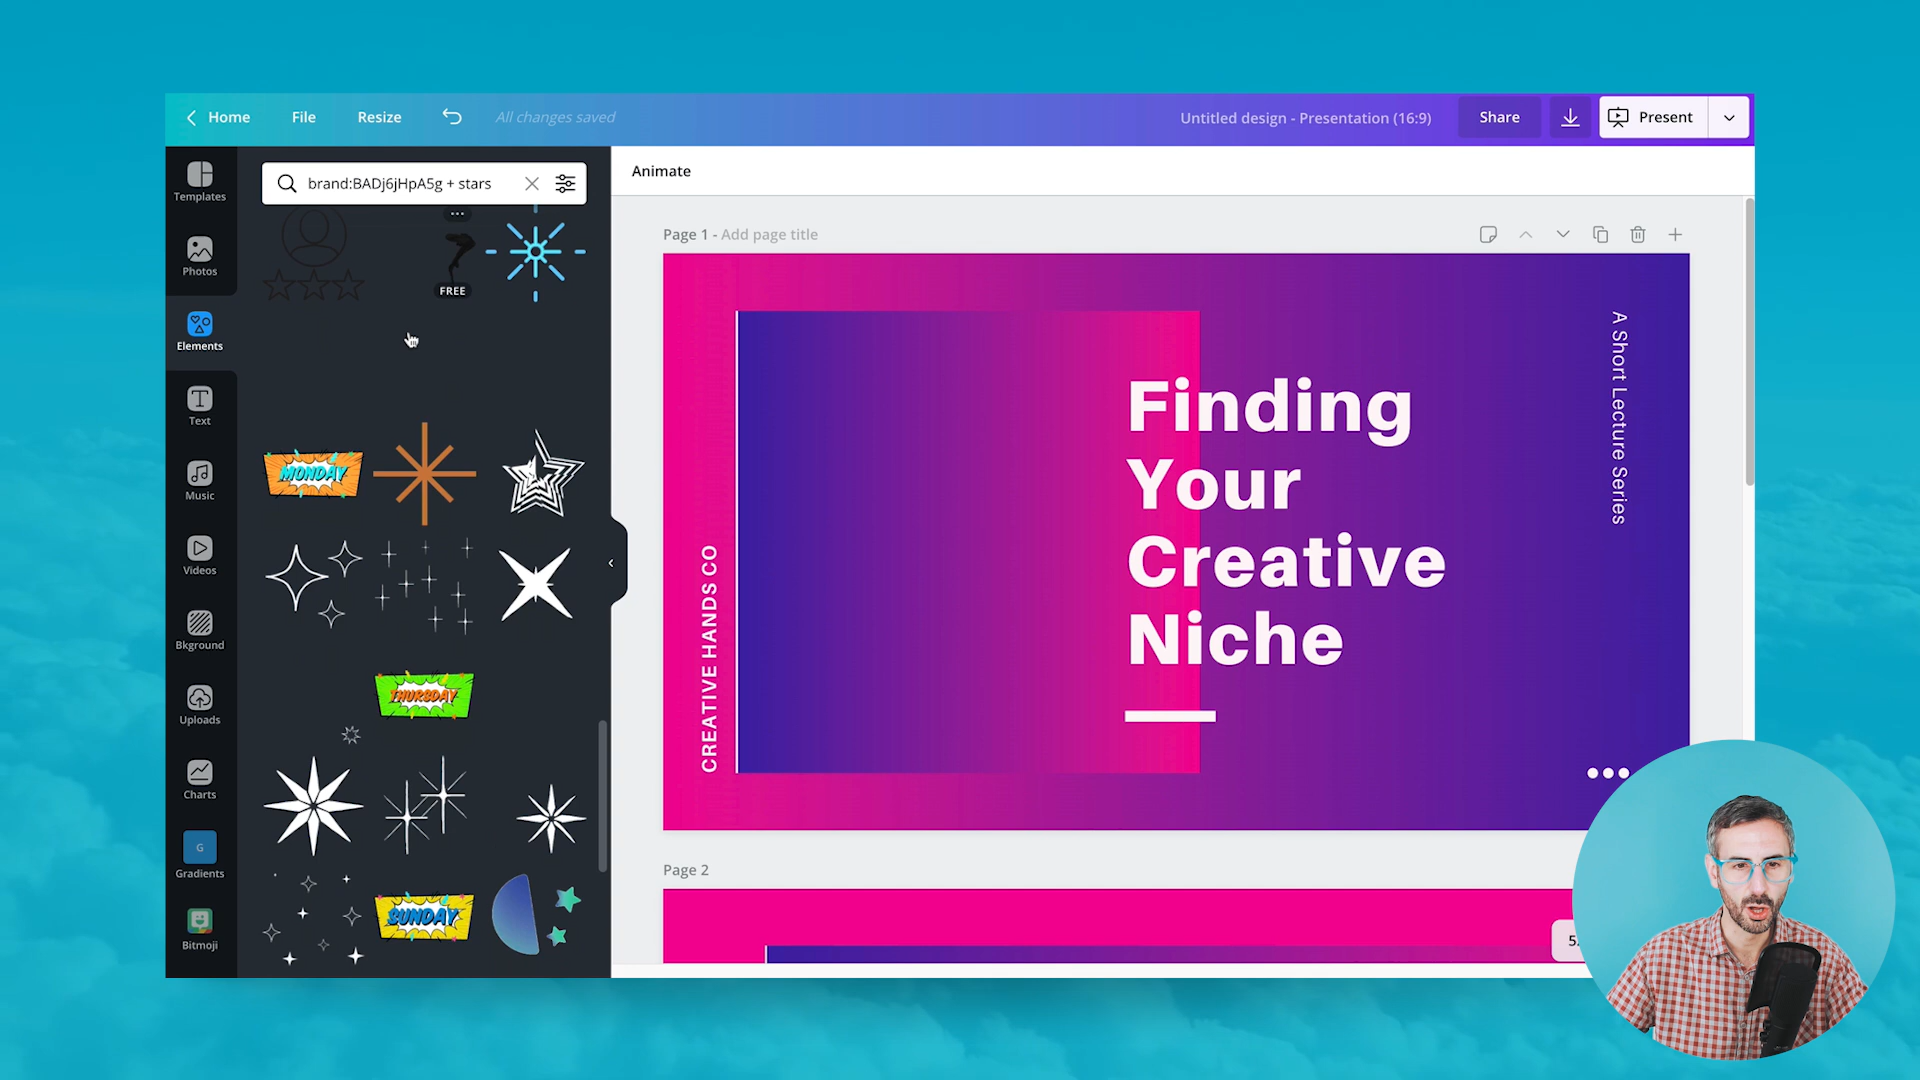 Home
File
Resize
All changes saved
Untitled design - Presentation (16:9)
Share
Present
Templates
Photos
Elements
Text
Music
Videos
Bkground
Uploads
Charts
G
Gradients
Bitmoji
brand:BADj6jHpA5g + stars
FREE
MONDAY
THURSDAY
SUNDAY
Animate
Page 1 - Add page title
CREATIVE HANDS CO
Finding
Your
Creative
Niche
A Short Lecture Series
Page 2